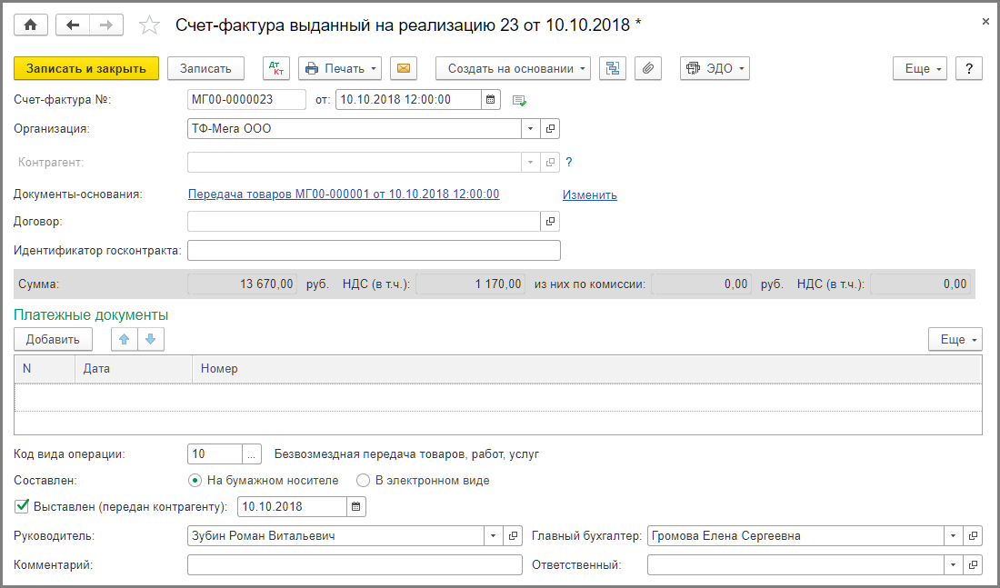 Счет-фактура выданный на реализацию 23 от 10.10.2018 *
Записать и закрыть Записать Дт Кт Печать Создать на основании ЭДО Еще ?
Счет-фактура №: МГ00-0000023 от: 10.10.2018 12:00:00
Организация: ТФ-Мега ООО
Контрагент: ?
Документы-основания: Передача товаров МГ00-000001 от 10.10.2018 12:00:00 Изменить
Договор:
Идентификатор госконтракта:
Сумма: 13 670,00 руб. НДС (в т.ч.): 1 170,00 из них по комиссии: 0,00 руб. НДС (в т.ч.): 0,00
Платежные документы
Добавить Еще
N Дата Номер
Код вида операции: 10 ... Безвозмездная передача товаров, работ, услуг
Составлен: На бумажном носителе В электронном виде
Выставлен (передан контрагенту): 10.10.2018
Руководитель: Зубин Роман Витальевич Главный бухгалтер: Громова Елена Сергеевна
Комментарий: Ответственный: